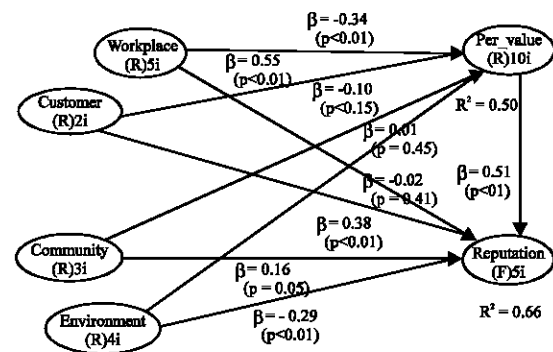 β = -0.34
(p<0.01)
Workplace
(R)5i
Per_value
(R)10i
β = 0.55
(p<0.01)
β = -0.10
(p<0.15)
Customer
(R)2i
R² = 0.50
β = 0.01
(p = 0.45)
β = 0.51
(p<01)
β = -0.02
(p = 0.41)
β = 0.38
(p<0.01)
Community
(R)3i
Reputation
(F)5i
β = 0.16
(p = 0.05)
R² = 0.66
Environment
(R)4i
β = - 0.29
(p<0.01)